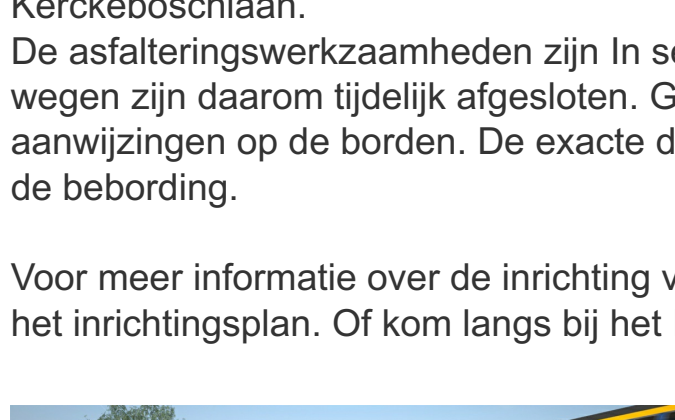 Kerckeboschlaan.
De asfalteringswerkzaamheden zijn In se
wegen zijn daarom tijdelijk afgesloten. G
aanwijzingen op de borden. De exacte d
de bebording.
Voor meer informatie over de inrichting v
het inrichtingsplan. Of kom langs bij het